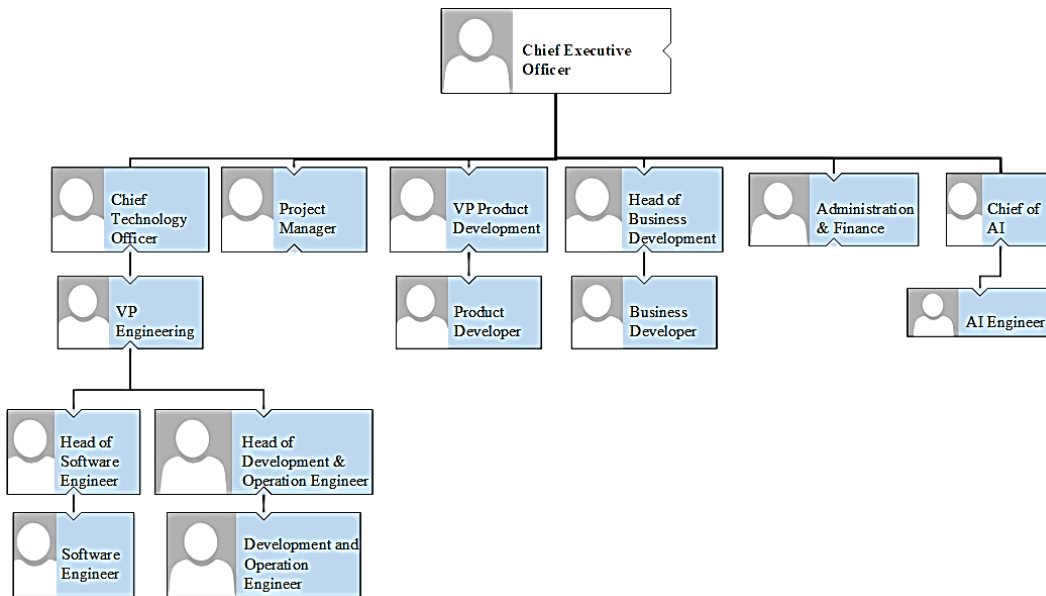 Chief Executive
Officer
Chief
Technology
Officer
Project
Manager
VP Product
Development
Head of
Business
Development
Administration
& Finance
Chief of
AI
VP
Engineering
Product
Developer
Business
Developer
AI Engineer
Head of
Software
Engineer
Head of
Development &
Operation Engineer
Software
Engineer
Development and
Operation
Engineer